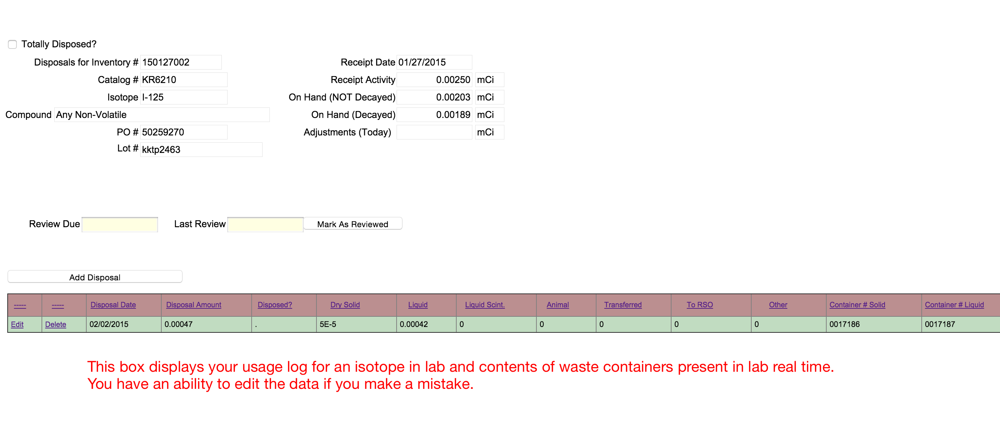 Totally Disposed?
Disposals for Inventory # 150127002 Receipt Date 01/27/2015
Catalog # KR6210 Receipt Activity 0.00250 mCi
Isotope I-125 On Hand (NOT Decayed) 0.00203 mCi
Compound Any Non-Volatile On Hand (Decayed) 0.00189 mCi
PO # 50259270 Adjustments (Today) mCi
Lot # kktp2463
Review Due Last Review Mark As Reviewed
Add Disposal
----- ----- Disposal Date Disposal Amount Disposed? Dry Solid Liquid Liquid Scint. Animal Transferred To RSO Other Container # Solid Container # Liquid
Edit Delete 02/02/2015 0.00047 . 5E-5 0.00042 0 0 0 0 0 0017186 0017187
This box displays your usage log for an isotope in lab and contents of waste containers present in lab real time.
You have an ability to edit the data if you make a mistake.